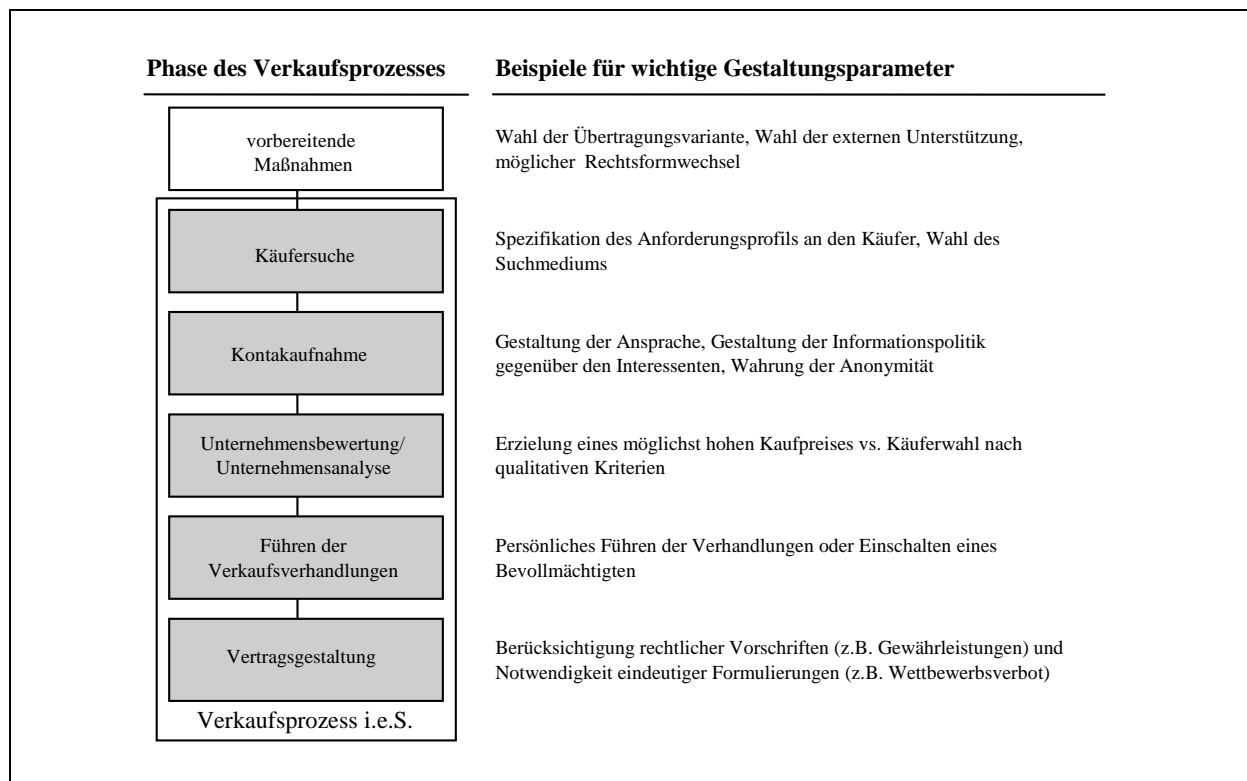 Phase des Verkaufsprozesses
Beispiele für wichtige Gestaltungsparameter
vorbereitende
Maßnahmen
Wahl der Übertragungsvariante, Wahl der externen Unterstützung,
möglicher Rechtsformwechsel
Käufersuche
Spezifikation des Anforderungsprofils an den Käufer, Wahl des
Suchmediums
Kontakaufnahme
Gestaltung der Ansprache, Gestaltung der Informationspolitik
gegenüber den Interessenten, Wahrung der Anonymität
Unternehmensbewertung/
Unternehmensanalyse
Erzielung eines möglichst hohen Kaufpreises vs. Käuferwahl nach
qualitativen Kriterien
Führen der
Verkaufsverhandlungen
Persönliches Führen der Verhandlungen oder Einschalten eines
Bevollmächtigten
Vertragsgestaltung
Berücksichtigung rechtlicher Vorschriften (z.B. Gewährleistungen) und
Notwendigkeit eindeutiger Formulierungen (z.B. Wettbewerbsverbot)
Verkaufsprozess i.e.S.